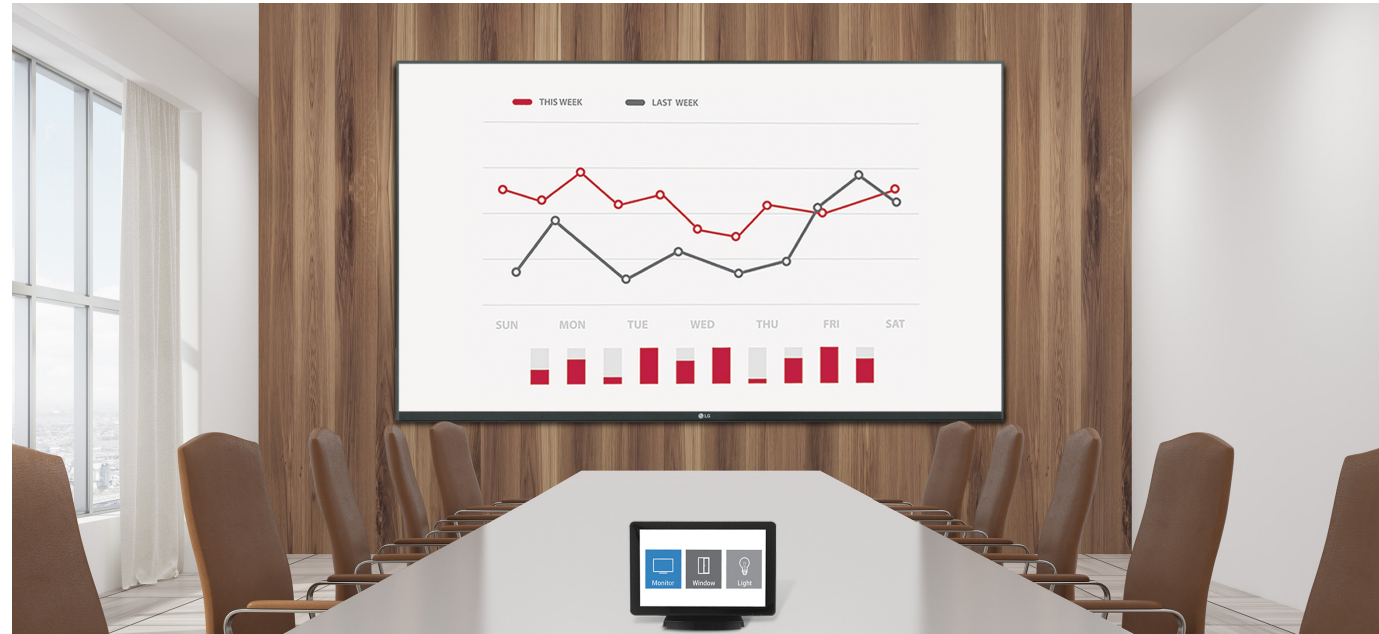 THIS WEEK LAST WEEK
SUN MON TUE WED THU FRI SAT
LG
Monitor Window Light